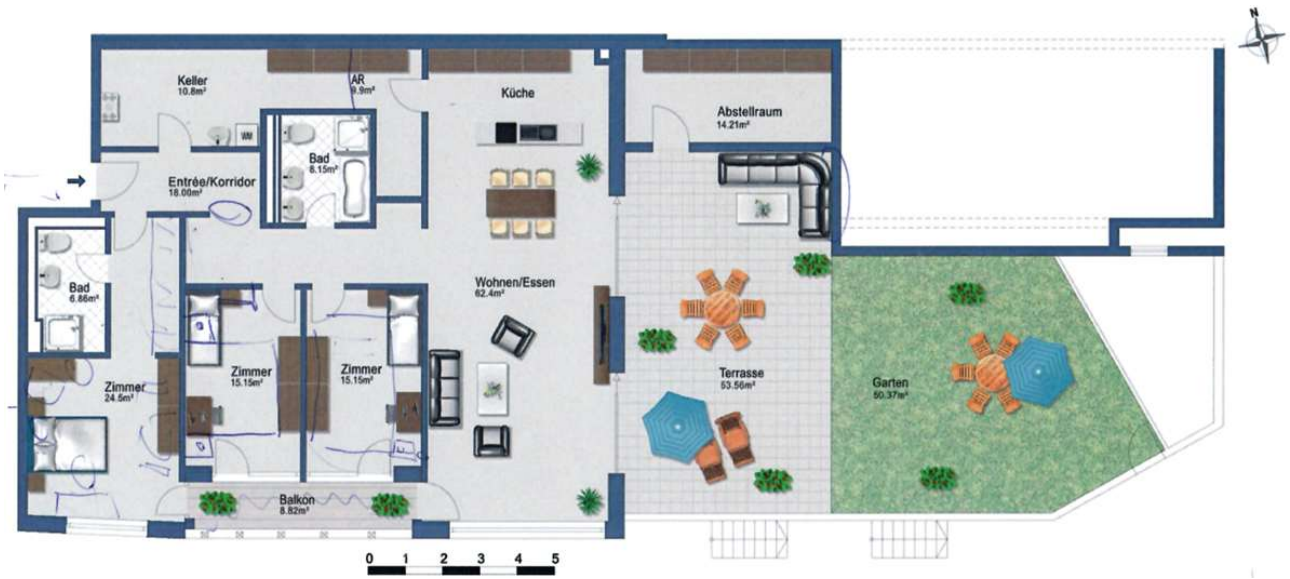 N
Keller
10.8m²
AR
9.9m²
Küche
Abstellraum
14.21m²
WM
Bad
8.15m²
Entrée/Korridor
18.00m²
Bad
6.86m²
Wohnen/Essen
62.4m²
Zimmer
24.5m²
Zimmer
15.15m²
Zimmer
15.15m²
Terrasse
53.56m²
Garten
50.37m²
Balkon
8.82m²
0 1 2 3 4 5